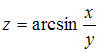 z = arcsin x/y